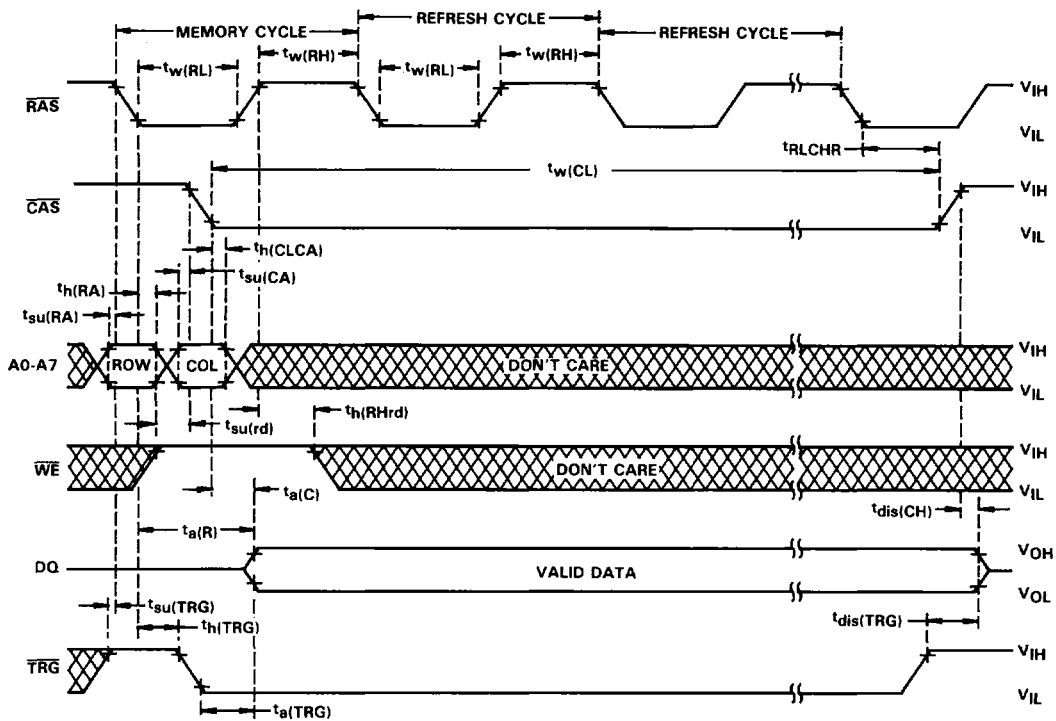 MEMORY CYCLE
REFRESH CYCLE
REFRESH CYCLE
tw(RL)
tw(RH)
tw(RL)
tw(RH)
RAS
VIH
VIL
tRLCHR
tw(CL)
CAS
VIH
VIL
th(CLCA)
tsu(CA)
th(RA)
tsu(RA)
A0-A7
ROW
COL
DON'T CARE
VIH
VIL
tsu(rd)
th(RHrd)
WE
DON'T CARE
VIH
VIL
ta(C)
ta(R)
tdis(CH)
DQ
VALID DATA
VOH
VOL
tsu(TRG)
th(TRG)
tdis(TRG)
TRG
VIH
VIL
ta(TRG)